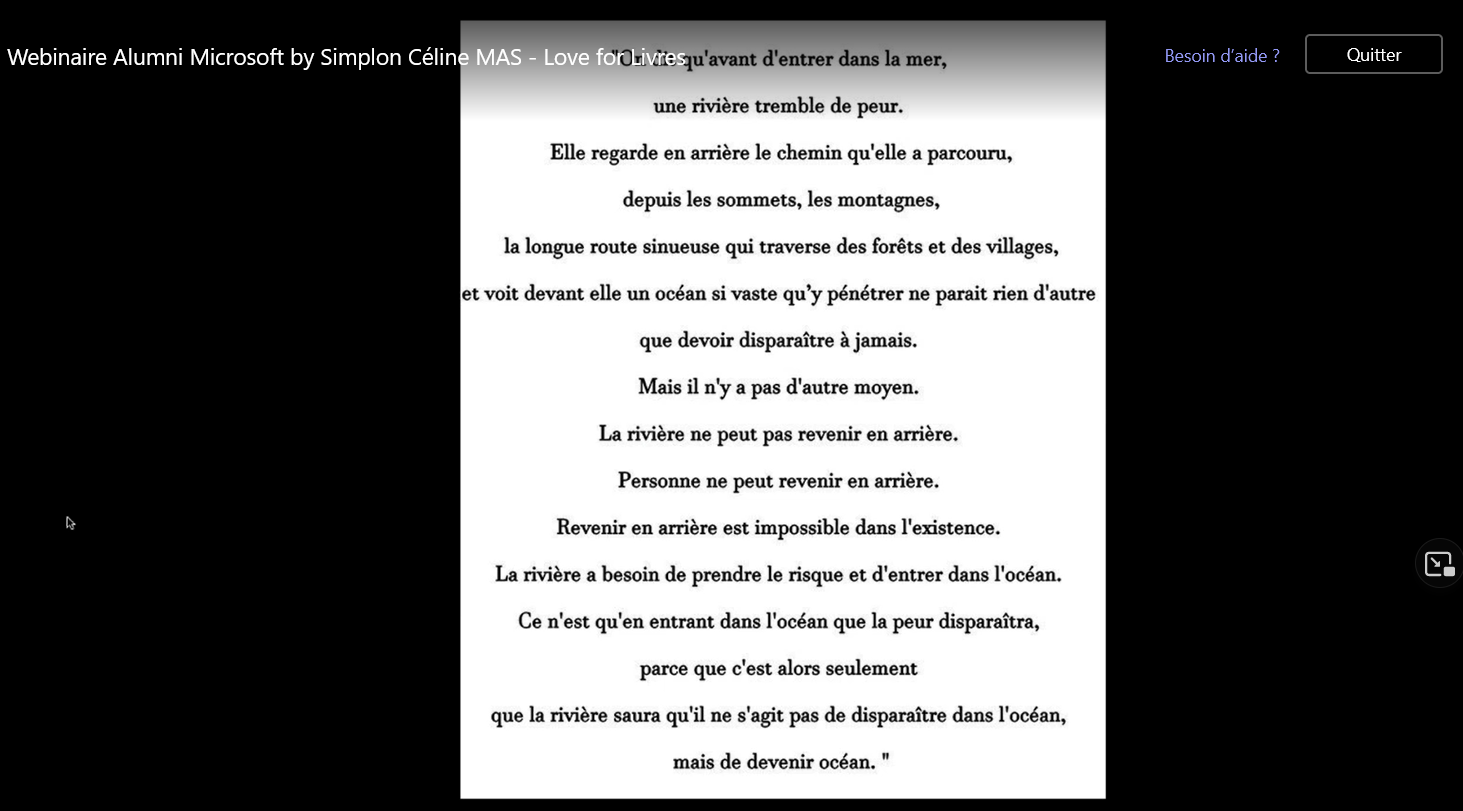 Webinaire Alumni Microsoft by Simplon Céline MAS - Love for Livres
Besoin d'aide ?
Quitter
qu'avant d'entrer dans la mer,
une rivière tremble de peur.
Elle regarde en arrière le chemin qu'elle a parcouru,
depuis les sommets, les montagnes,
la longue route sinueuse qui traverse des forêts et des villages,
et voit devant elle un océan si vaste qu’y pénétrer ne parait rien d'autre
que devoir disparaître à jamais.
Mais il n'y a pas d'autre moyen.
La rivière ne peut pas revenir en arrière.
Personne ne peut revenir en arrière.
Revenir en arrière est impossible dans l'existence.
La rivière a besoin de prendre le risque et d'entrer dans l'océan.
Ce n'est qu'en entrant dans l'océan que la peur disparaîtra,
parce que c'est alors seulement
que la rivière saura qu'il ne s'agit pas de disparaître dans l'océan,
mais de devenir océan. "